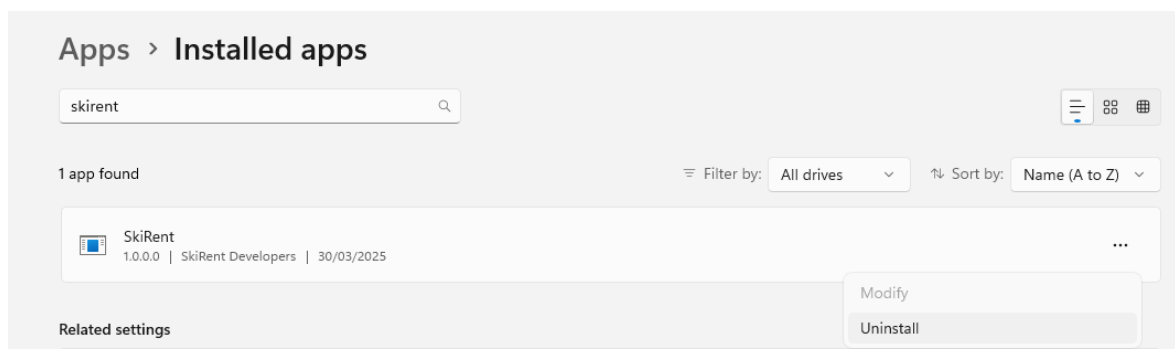 Apps > Installed apps
skirent
1 app found
Filter by: All drives
Sort by: Name (A to Z)
SkiRent
1.0.0.0 | SkiRent Developers | 30/03/2025
Modify
Uninstall
Related settings